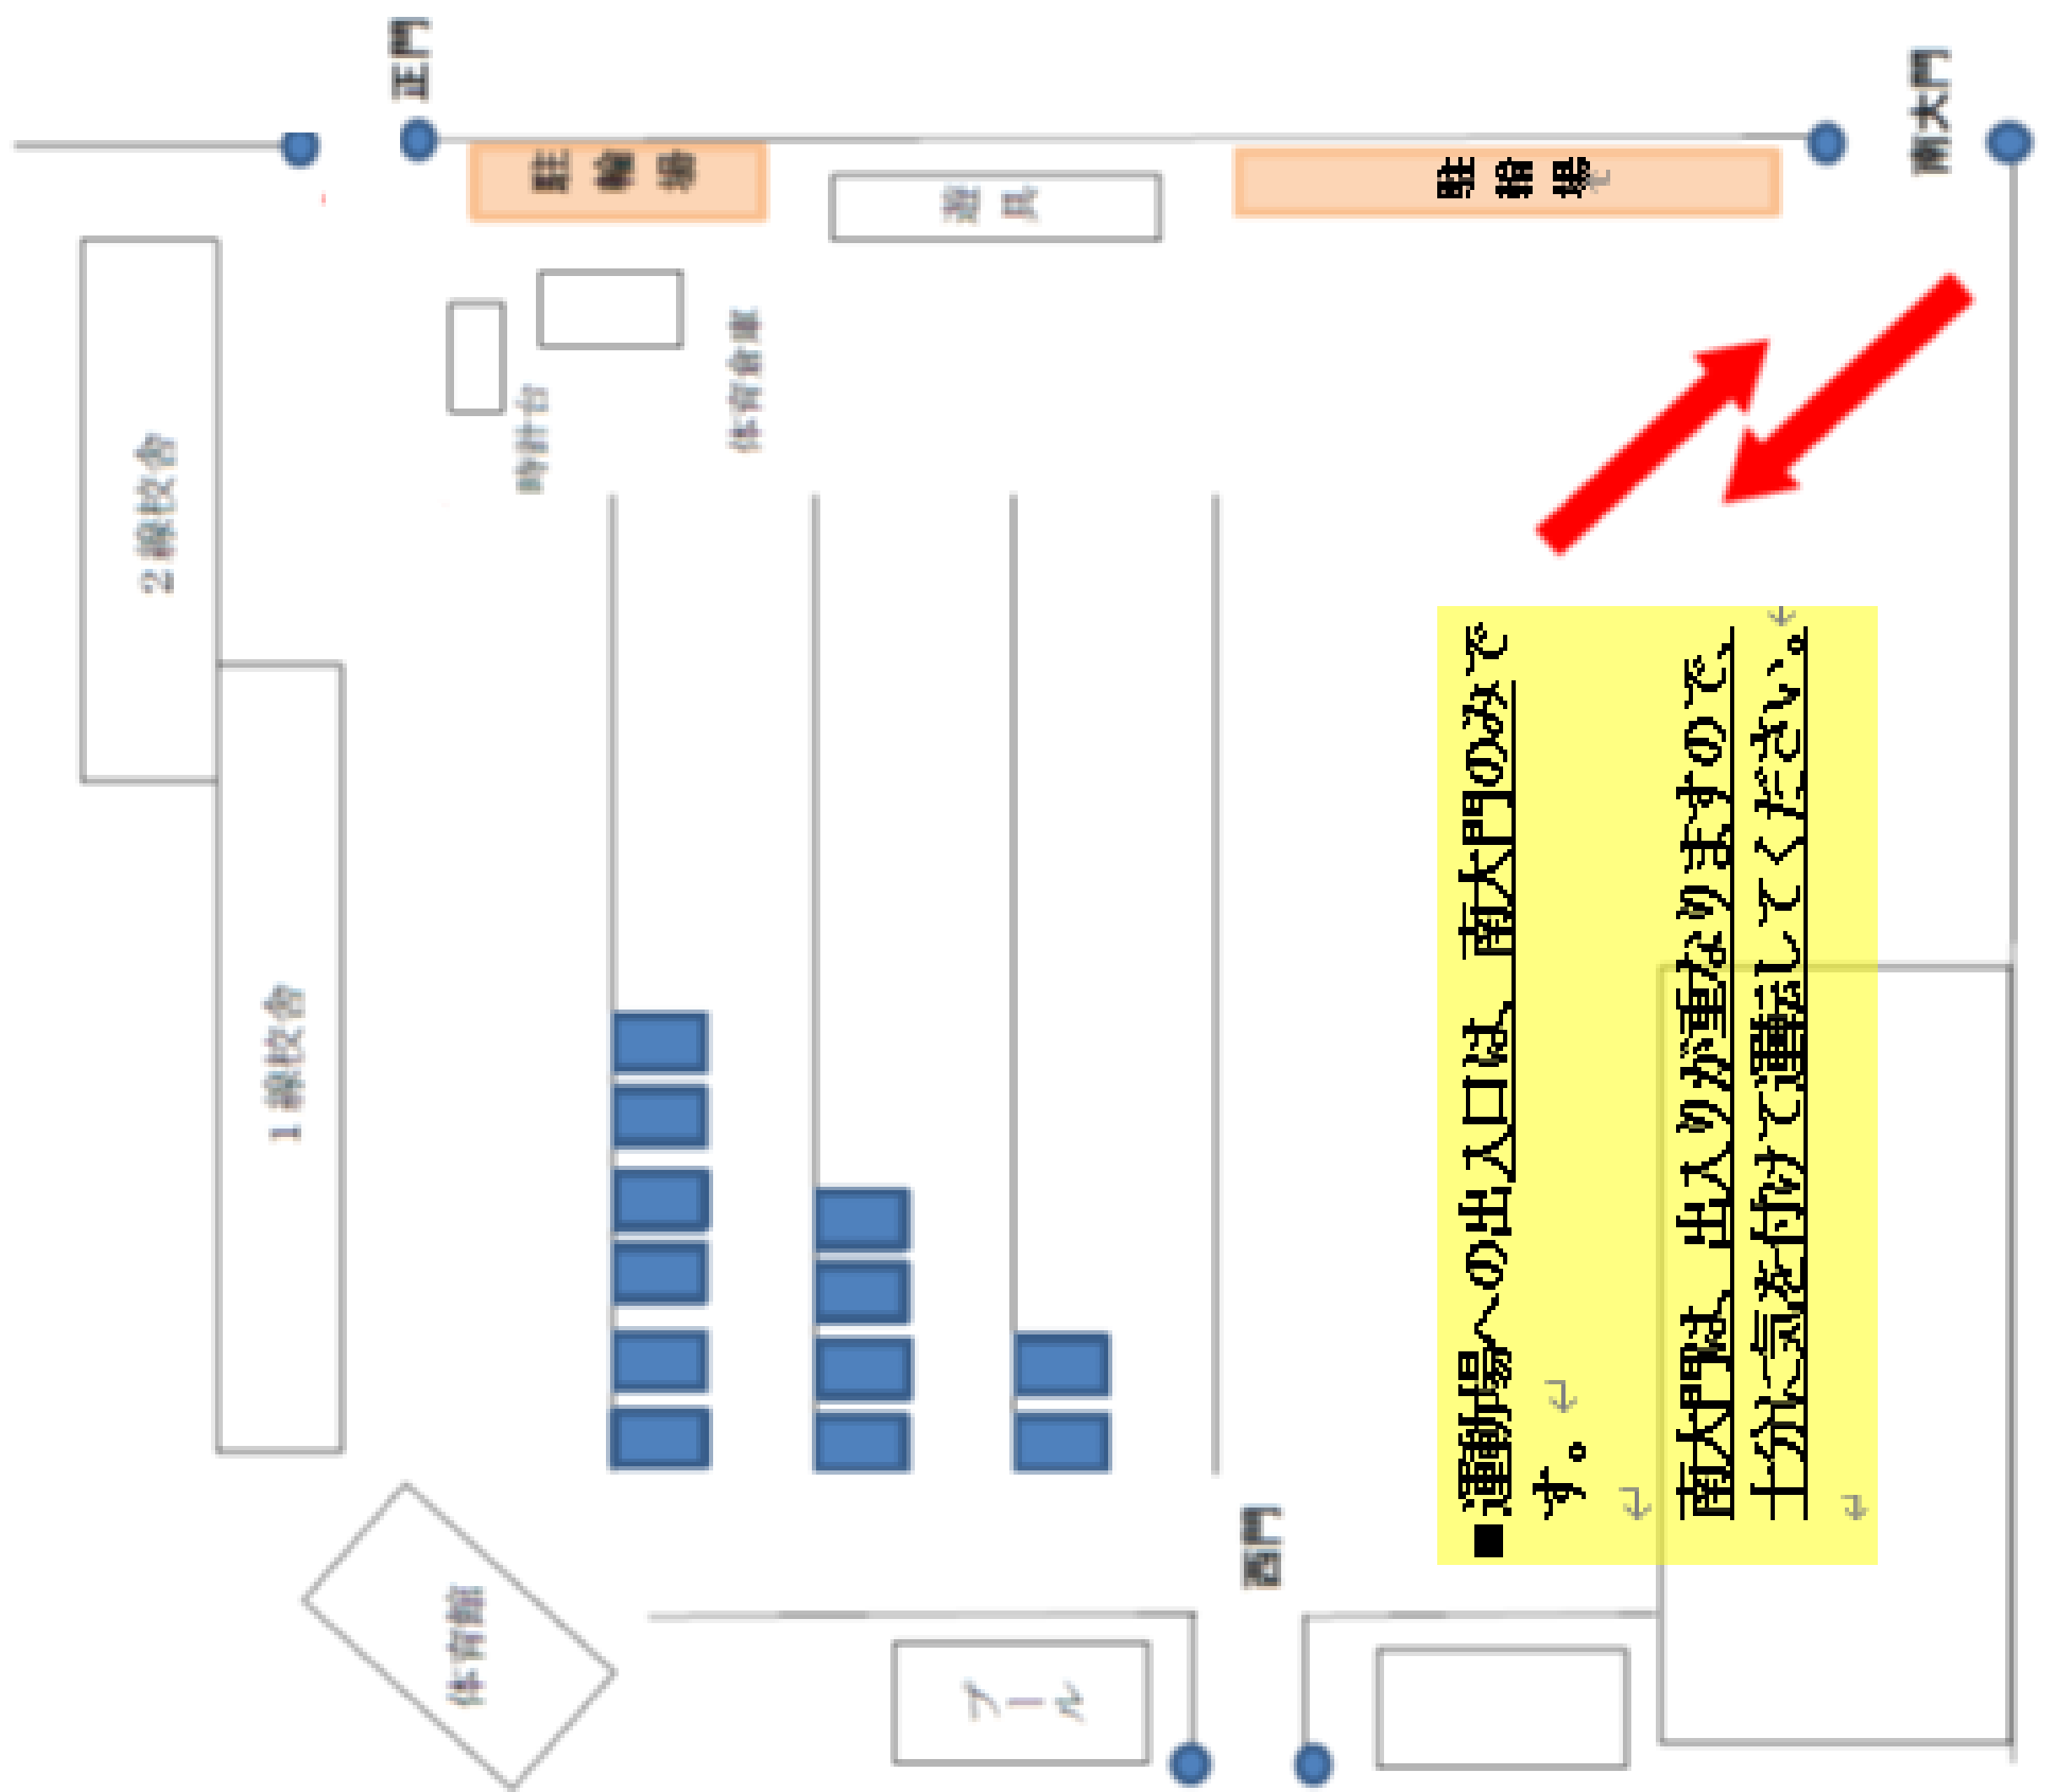 正門
南大門
駐輪場
遊具
駐輪場
体育倉庫
時計台
2線校舎
1線校舎
■運動場への出入口は、南大門のみで
す。
南大門は、出入りが重なりますので、
十分に気を付けて運転してください。
西門
体育館
プール